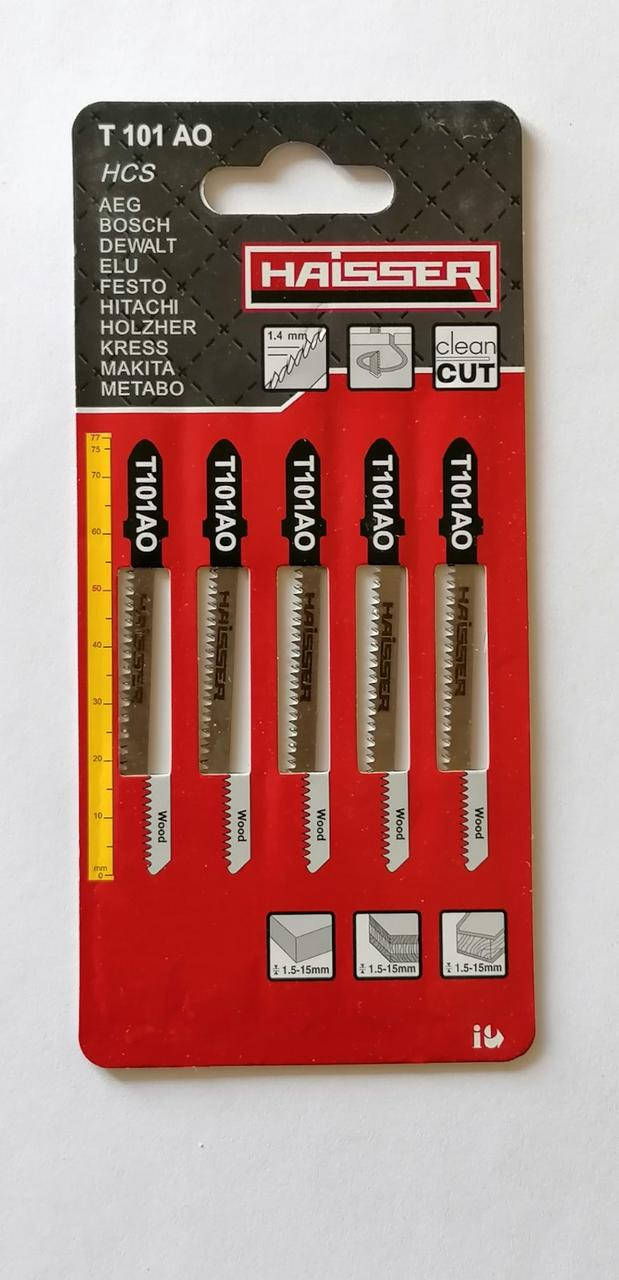 T 101 AO
HCS
AEG
BOSCH
DEWALT
ELU
FESTO
HITACHI
HOLZHER
KRESS
MAKITA
METABO
HAiSSER
1.4 mm
clean
CUT
77
75
70
60
50
40
30
20
10
mm
0
T101AO
T101AO
T101AO
T101AO
T101AO
HAiSSER
HAiSSER
HAiSSER
HAiSSER
HAiSSER
Wood
Wood
Wood
Wood
Wood
1.5-15mm
1.5-15mm
1.5-15mm